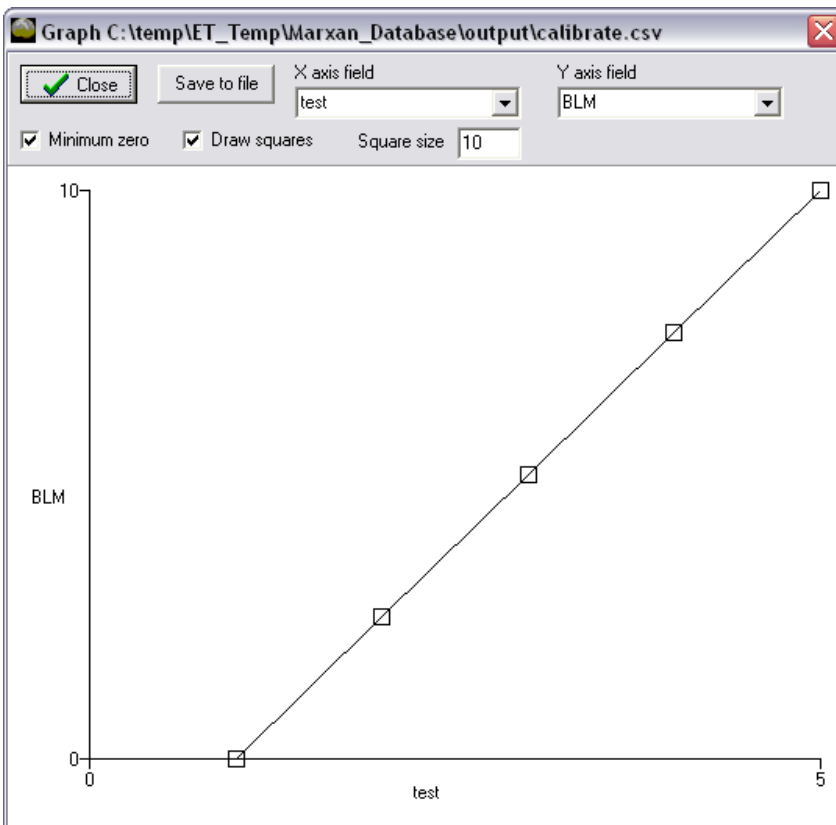 Graph C:\temp\ET_Temp\Marxan_Database\output\calibrate.csv
Close
Save to file
X axis field
test
Y axis field
BLM
Minimum zero
Draw squares
Square size
10
10
BLM
0
0
test
5